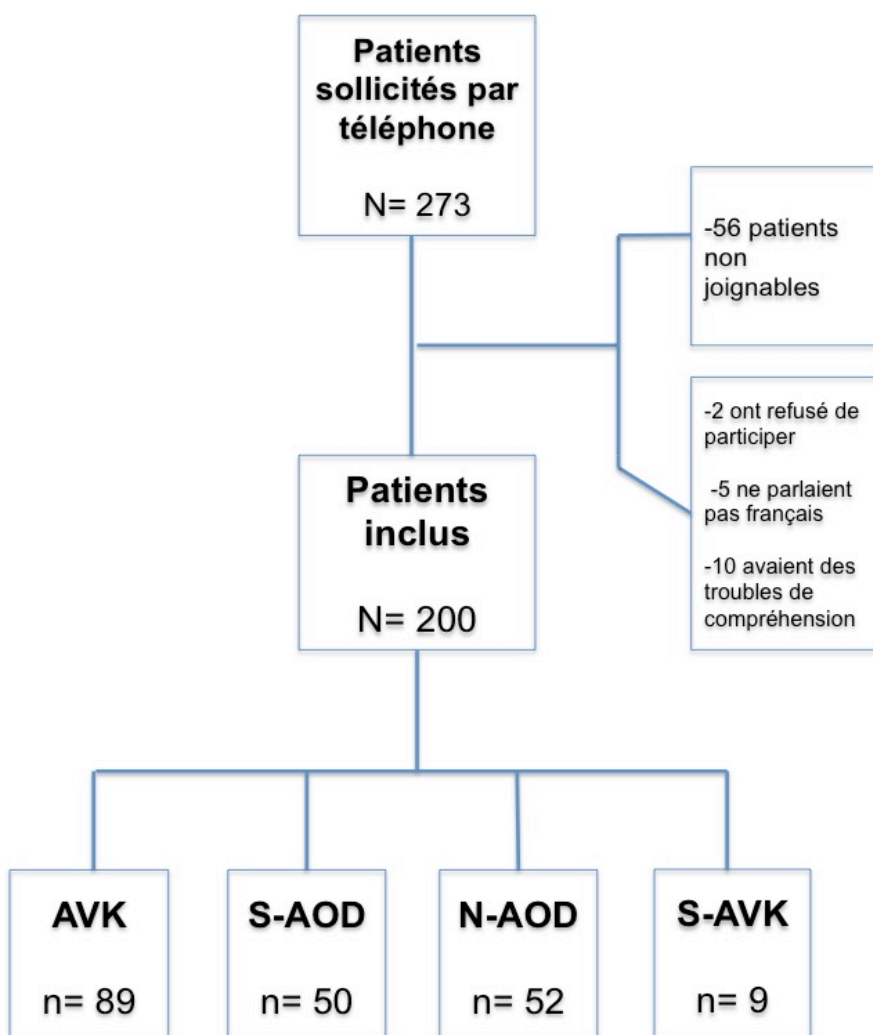 Patients
sollicités par
téléphone
N= 273
-56 patients
non
joignables
-2 ont refusé de
participer
-5 ne parlaient
pas français
-10 avaient des
troubles de
compréhension
Patients
inclus
N= 200
AVK
n= 89
S-AOD
n= 50
N-AOD
n= 52
S-AVK
n= 9